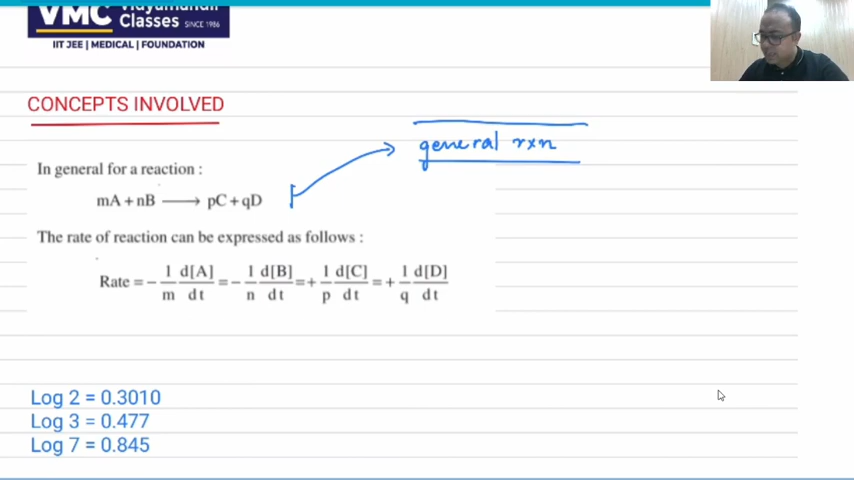 VMC Vidyamandir
Classes SINCE 1986
IIT JEE | MEDICAL | FOUNDATION
CONCEPTS INVOLVED
general rxn
In general for a reaction :
mA + nB ⟶ pC + qD
The rate of reaction can be expressed as follows :
Rate = − 1/m d[A]/dt = − 1/n d[B]/dt = + 1/p d[C]/dt = + 1/q d[D]/dt
Log 2 = 0.3010
Log 3 = 0.477
Log 7 = 0.845